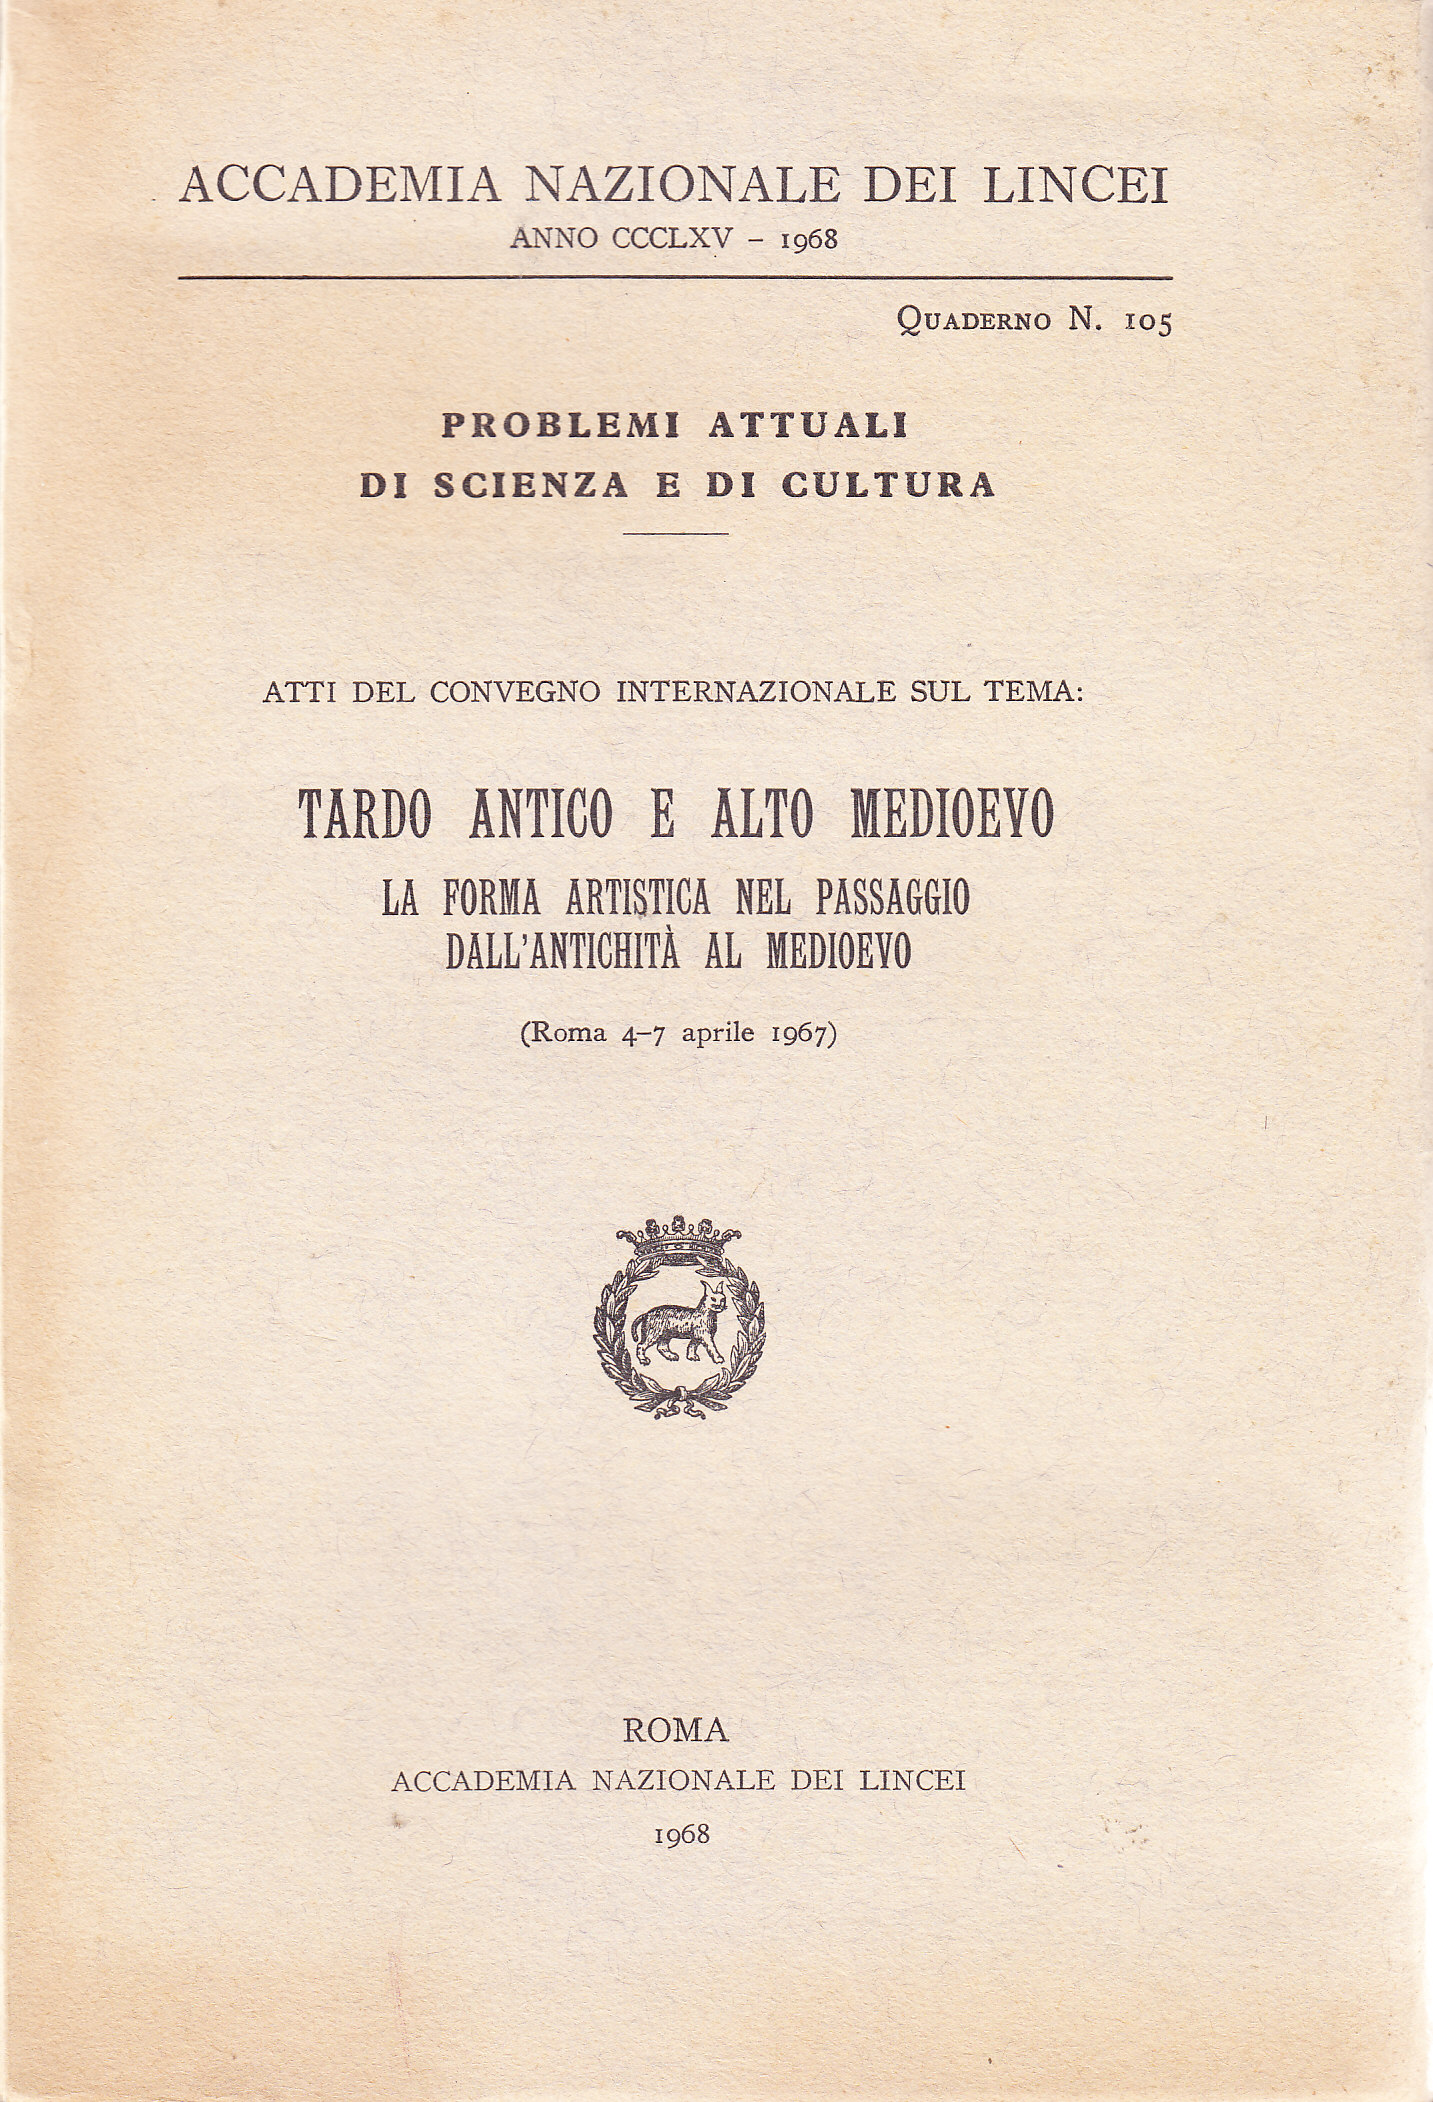 ACCADEMIA NAZIONALE DEI LINCEI
ANNO CCCLXV – 1968
QUADERNO N. 105
PROBLEMI ATTUALI
DI SCIENZA E DI CULTURA
ATTI DEL CONVEGNO INTERNAZIONALE SUL TEMA:
TARDO ANTICO E ALTO MEDIOEVO
LA FORMA ARTISTICA NEL PASSAGGIO
DALL'ANTICHITÀ AL MEDIOEVO
(Roma 4–7 aprile 1967)
ROMA
ACCADEMIA NAZIONALE DEI LINCEI
1968